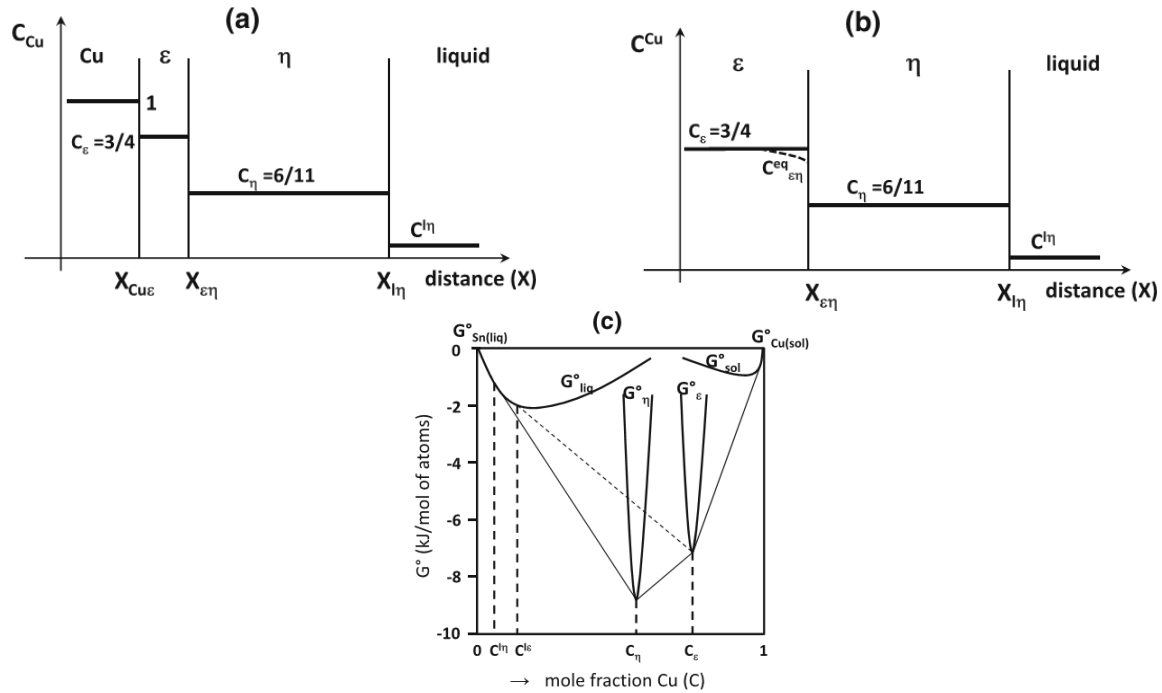 (a)
C_Cu
Cu ε η liquid
1
C_ε =3/4
C_η =6/11
C^lη
X_Cuε X_εη X_lη distance (X)
(b)
C^Cu
ε η liquid
C_ε =3/4
C^eq_εη
C_η =6/11
C^lη
X_εη X_lη distance (X)
(c)
G°_Sn(liq) G°_Cu(sol)
G°_liq
G°_sol
G°_η G°_ε
0
-2
-4
-6
-8
-10
G° (kJ/mol of atoms)
0 C^lη C^lε C_η C_ε 1
→ mole fraction Cu (C)